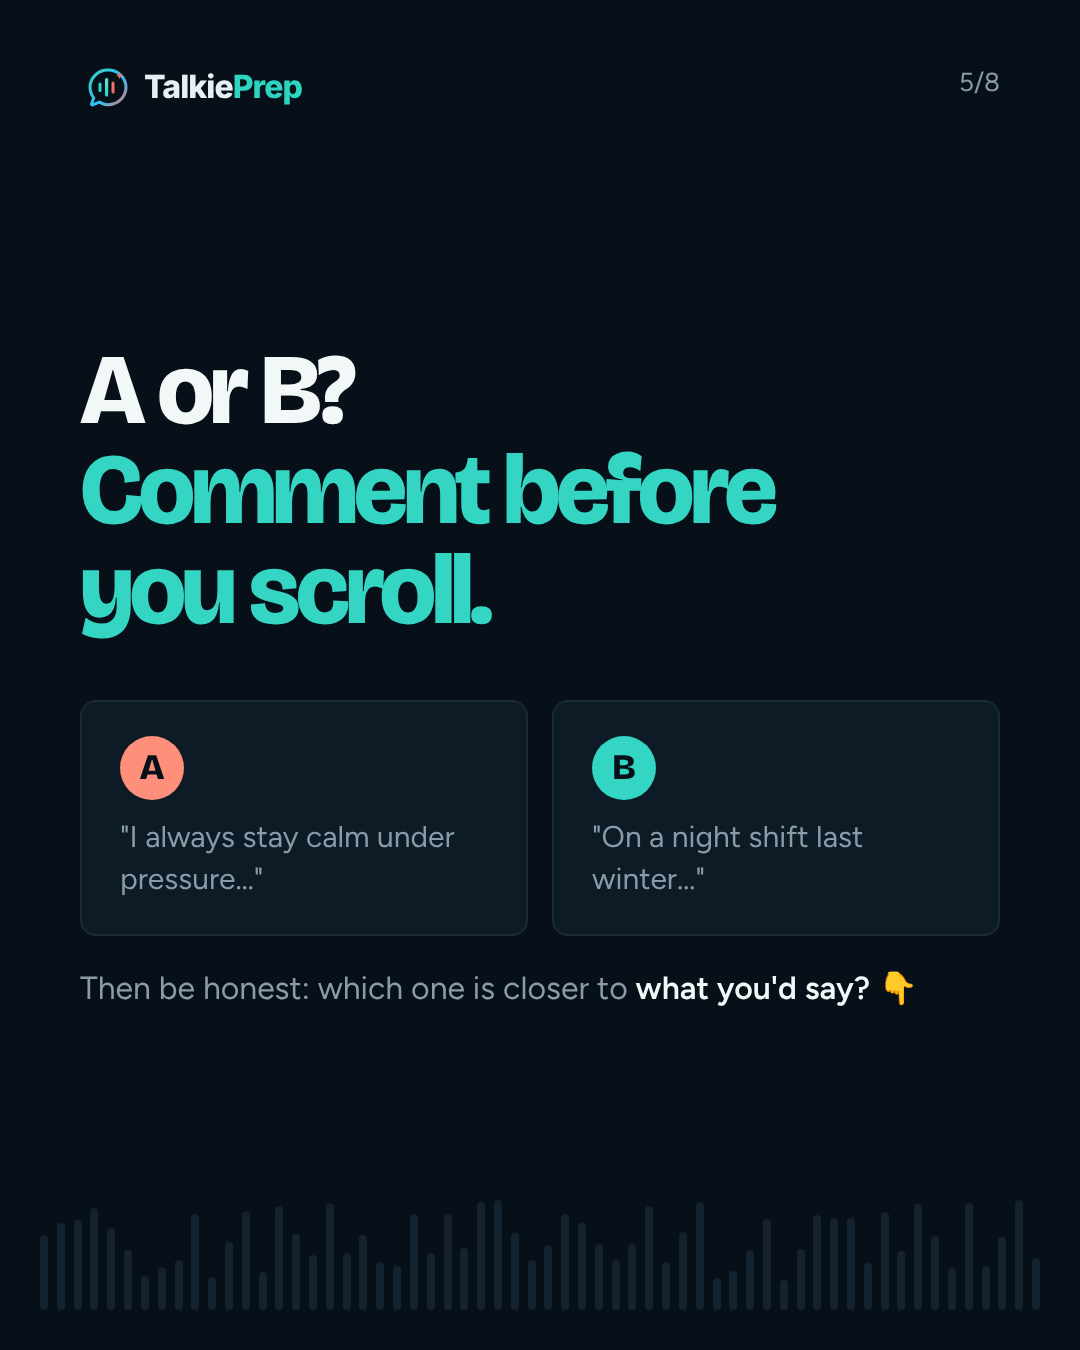 TalkiePrep
5/8
A or B?
Comment before
you scroll.
A
"I always stay calm under
pressure..."
B
"On a night shift last
winter..."
Then be honest: which one is closer to what you'd say? 👇